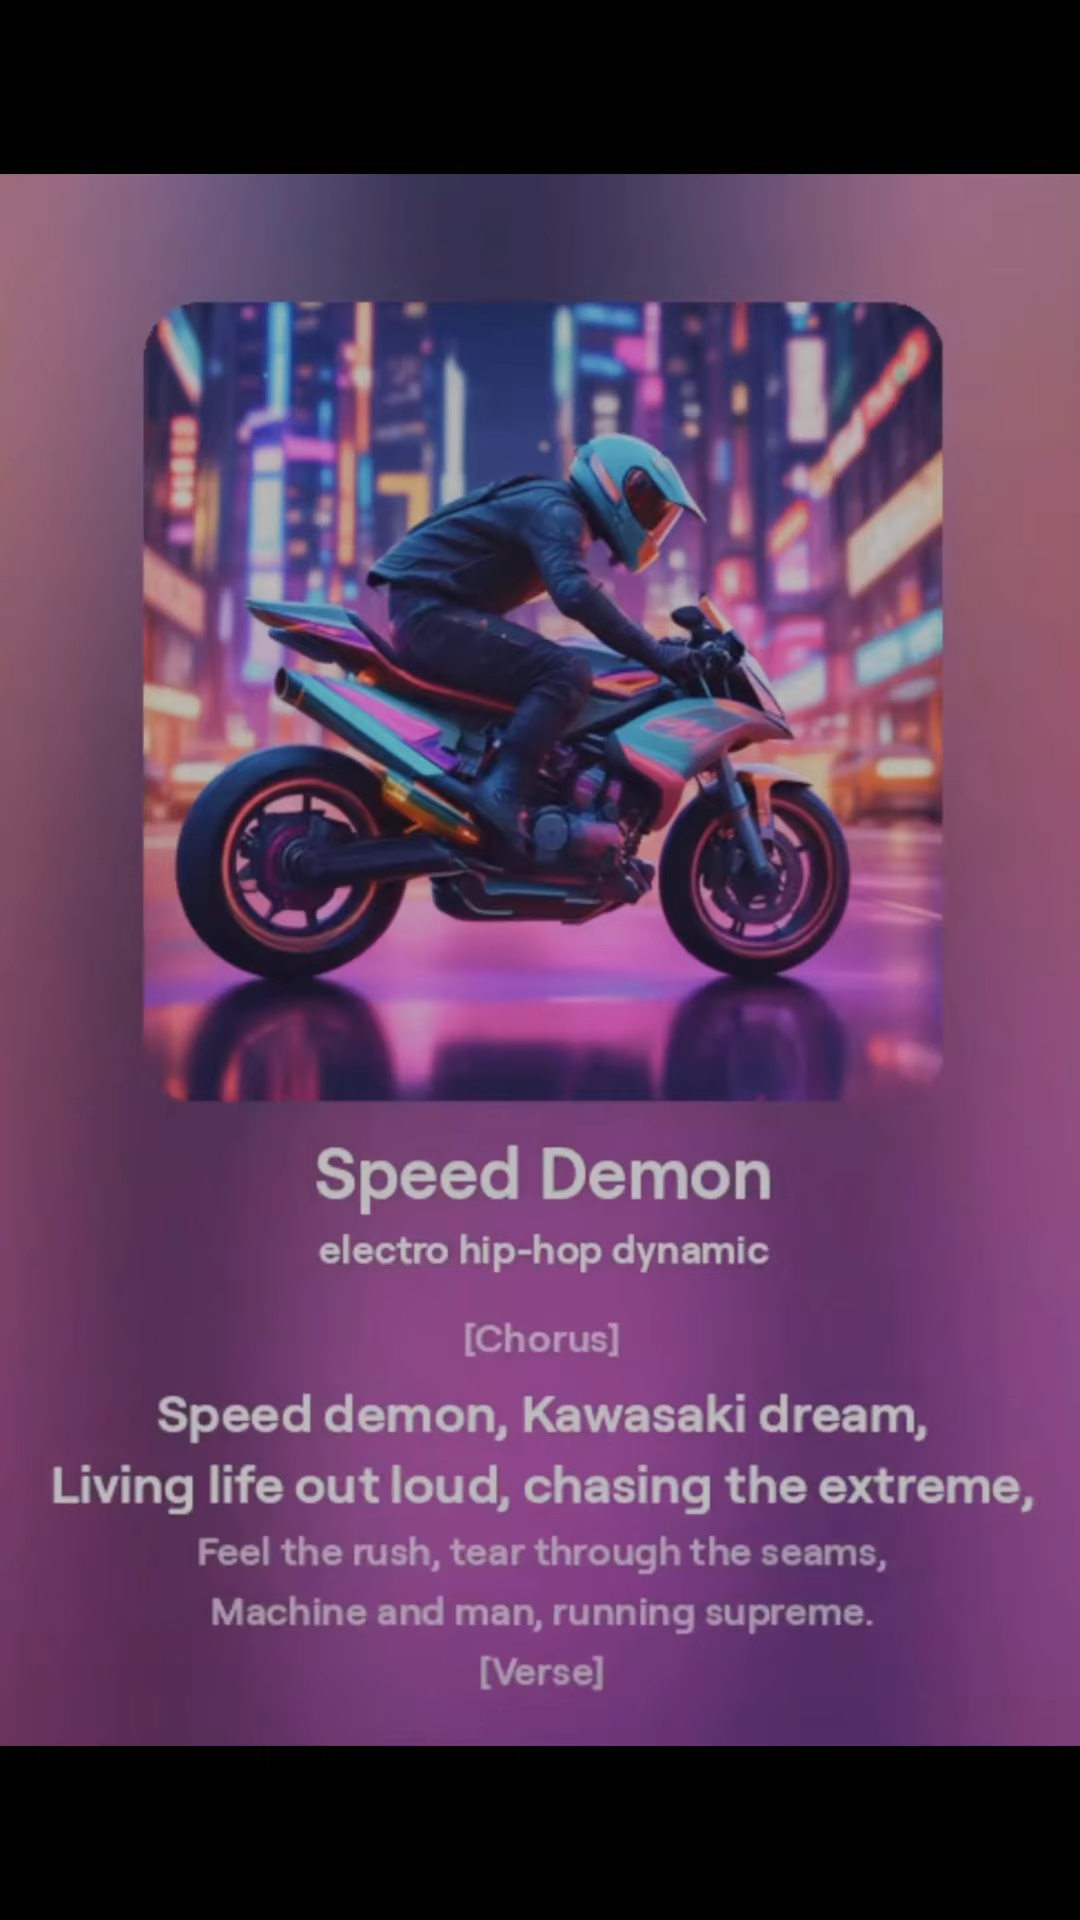 Speed Demon
electro hip-hop dynamic
[Chorus]
Speed demon, Kawasaki dream,
Living life out loud, chasing the extreme,
Feel the rush, tear through the seams,
Machine and man, running supreme.
[Verse]